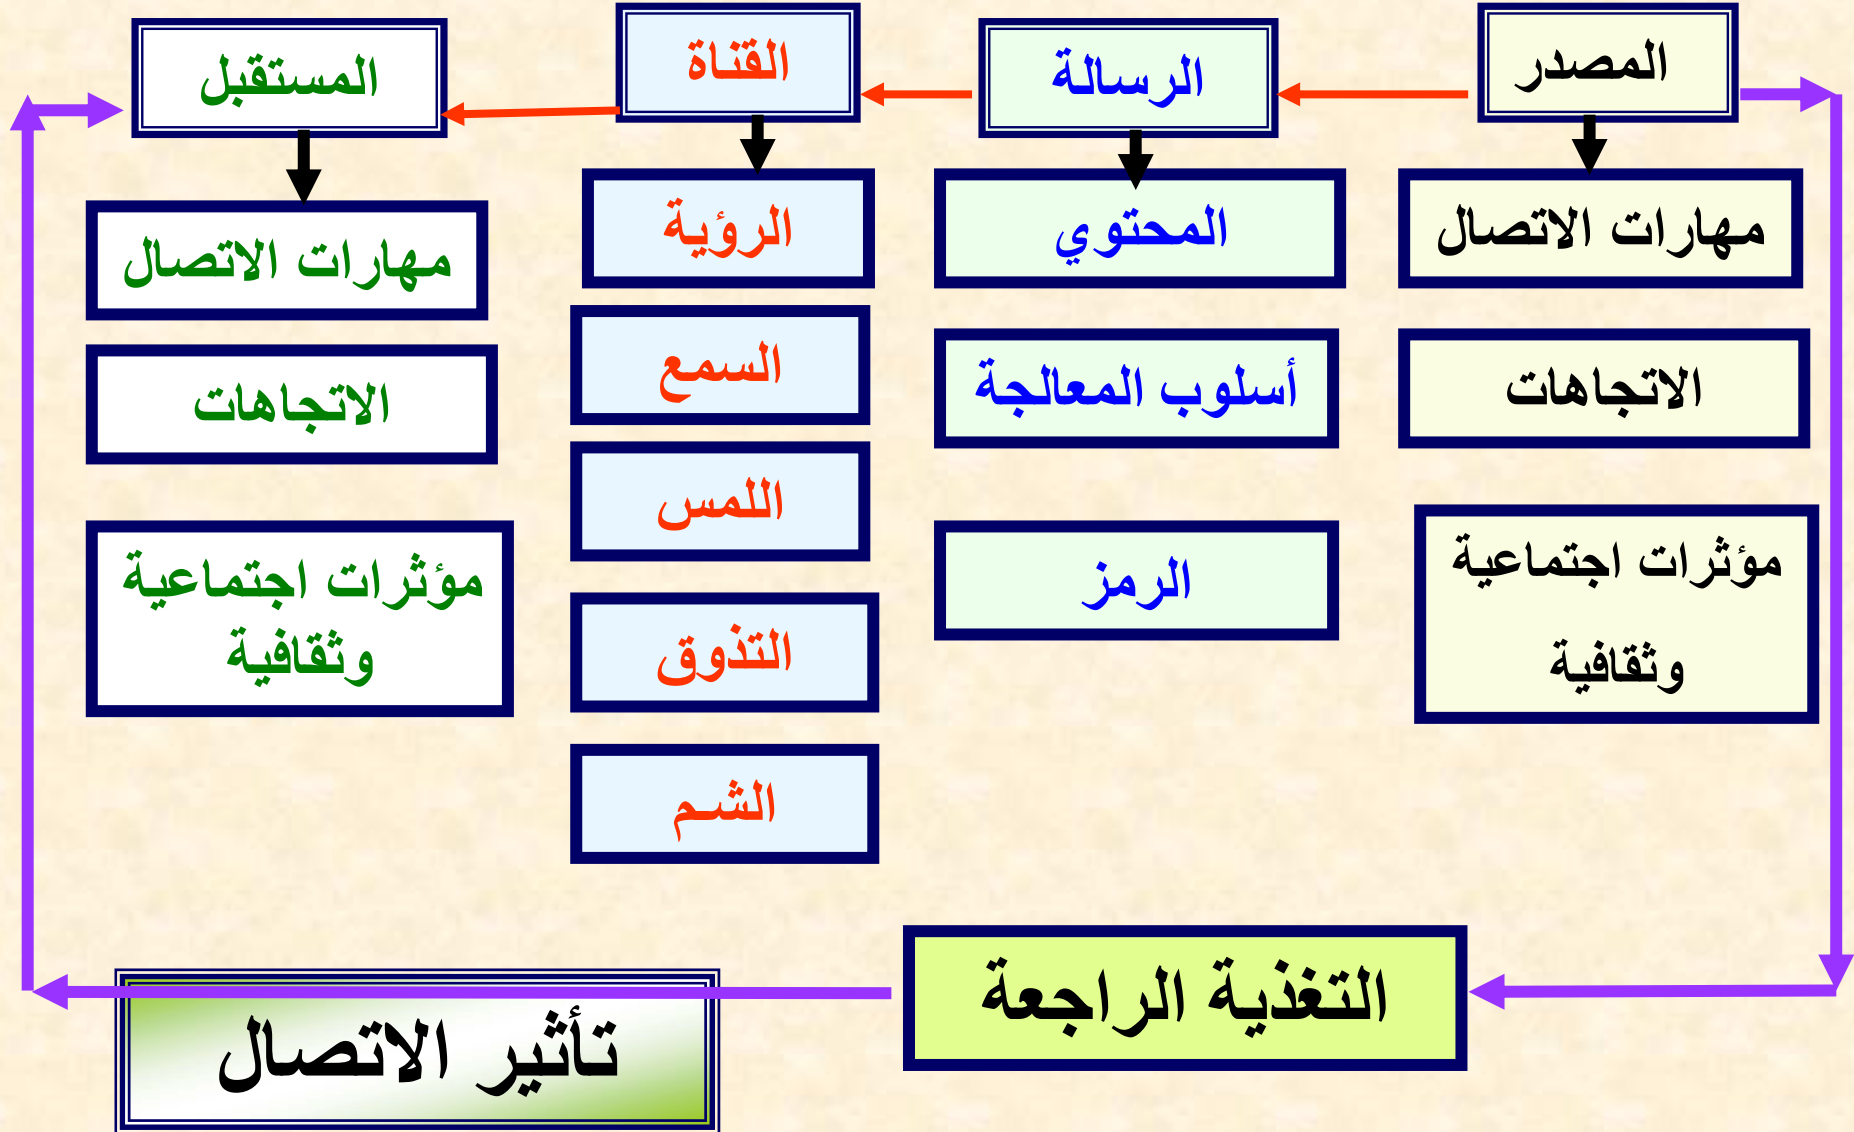 المصدر
الرسالة
القناة
المستقبل
مهارات الاتصال
الاتجاهات
مؤثرات اجتماعية
وثقافية
المحتوي
أسلوب المعالجة
الرمز
الرؤية
السمع
اللمس
التذوق
الشم
مهارات الاتصال
الاتجاهات
مؤثرات اجتماعية
وثقافية
التغذية الراجعة
تأثير الاتصال